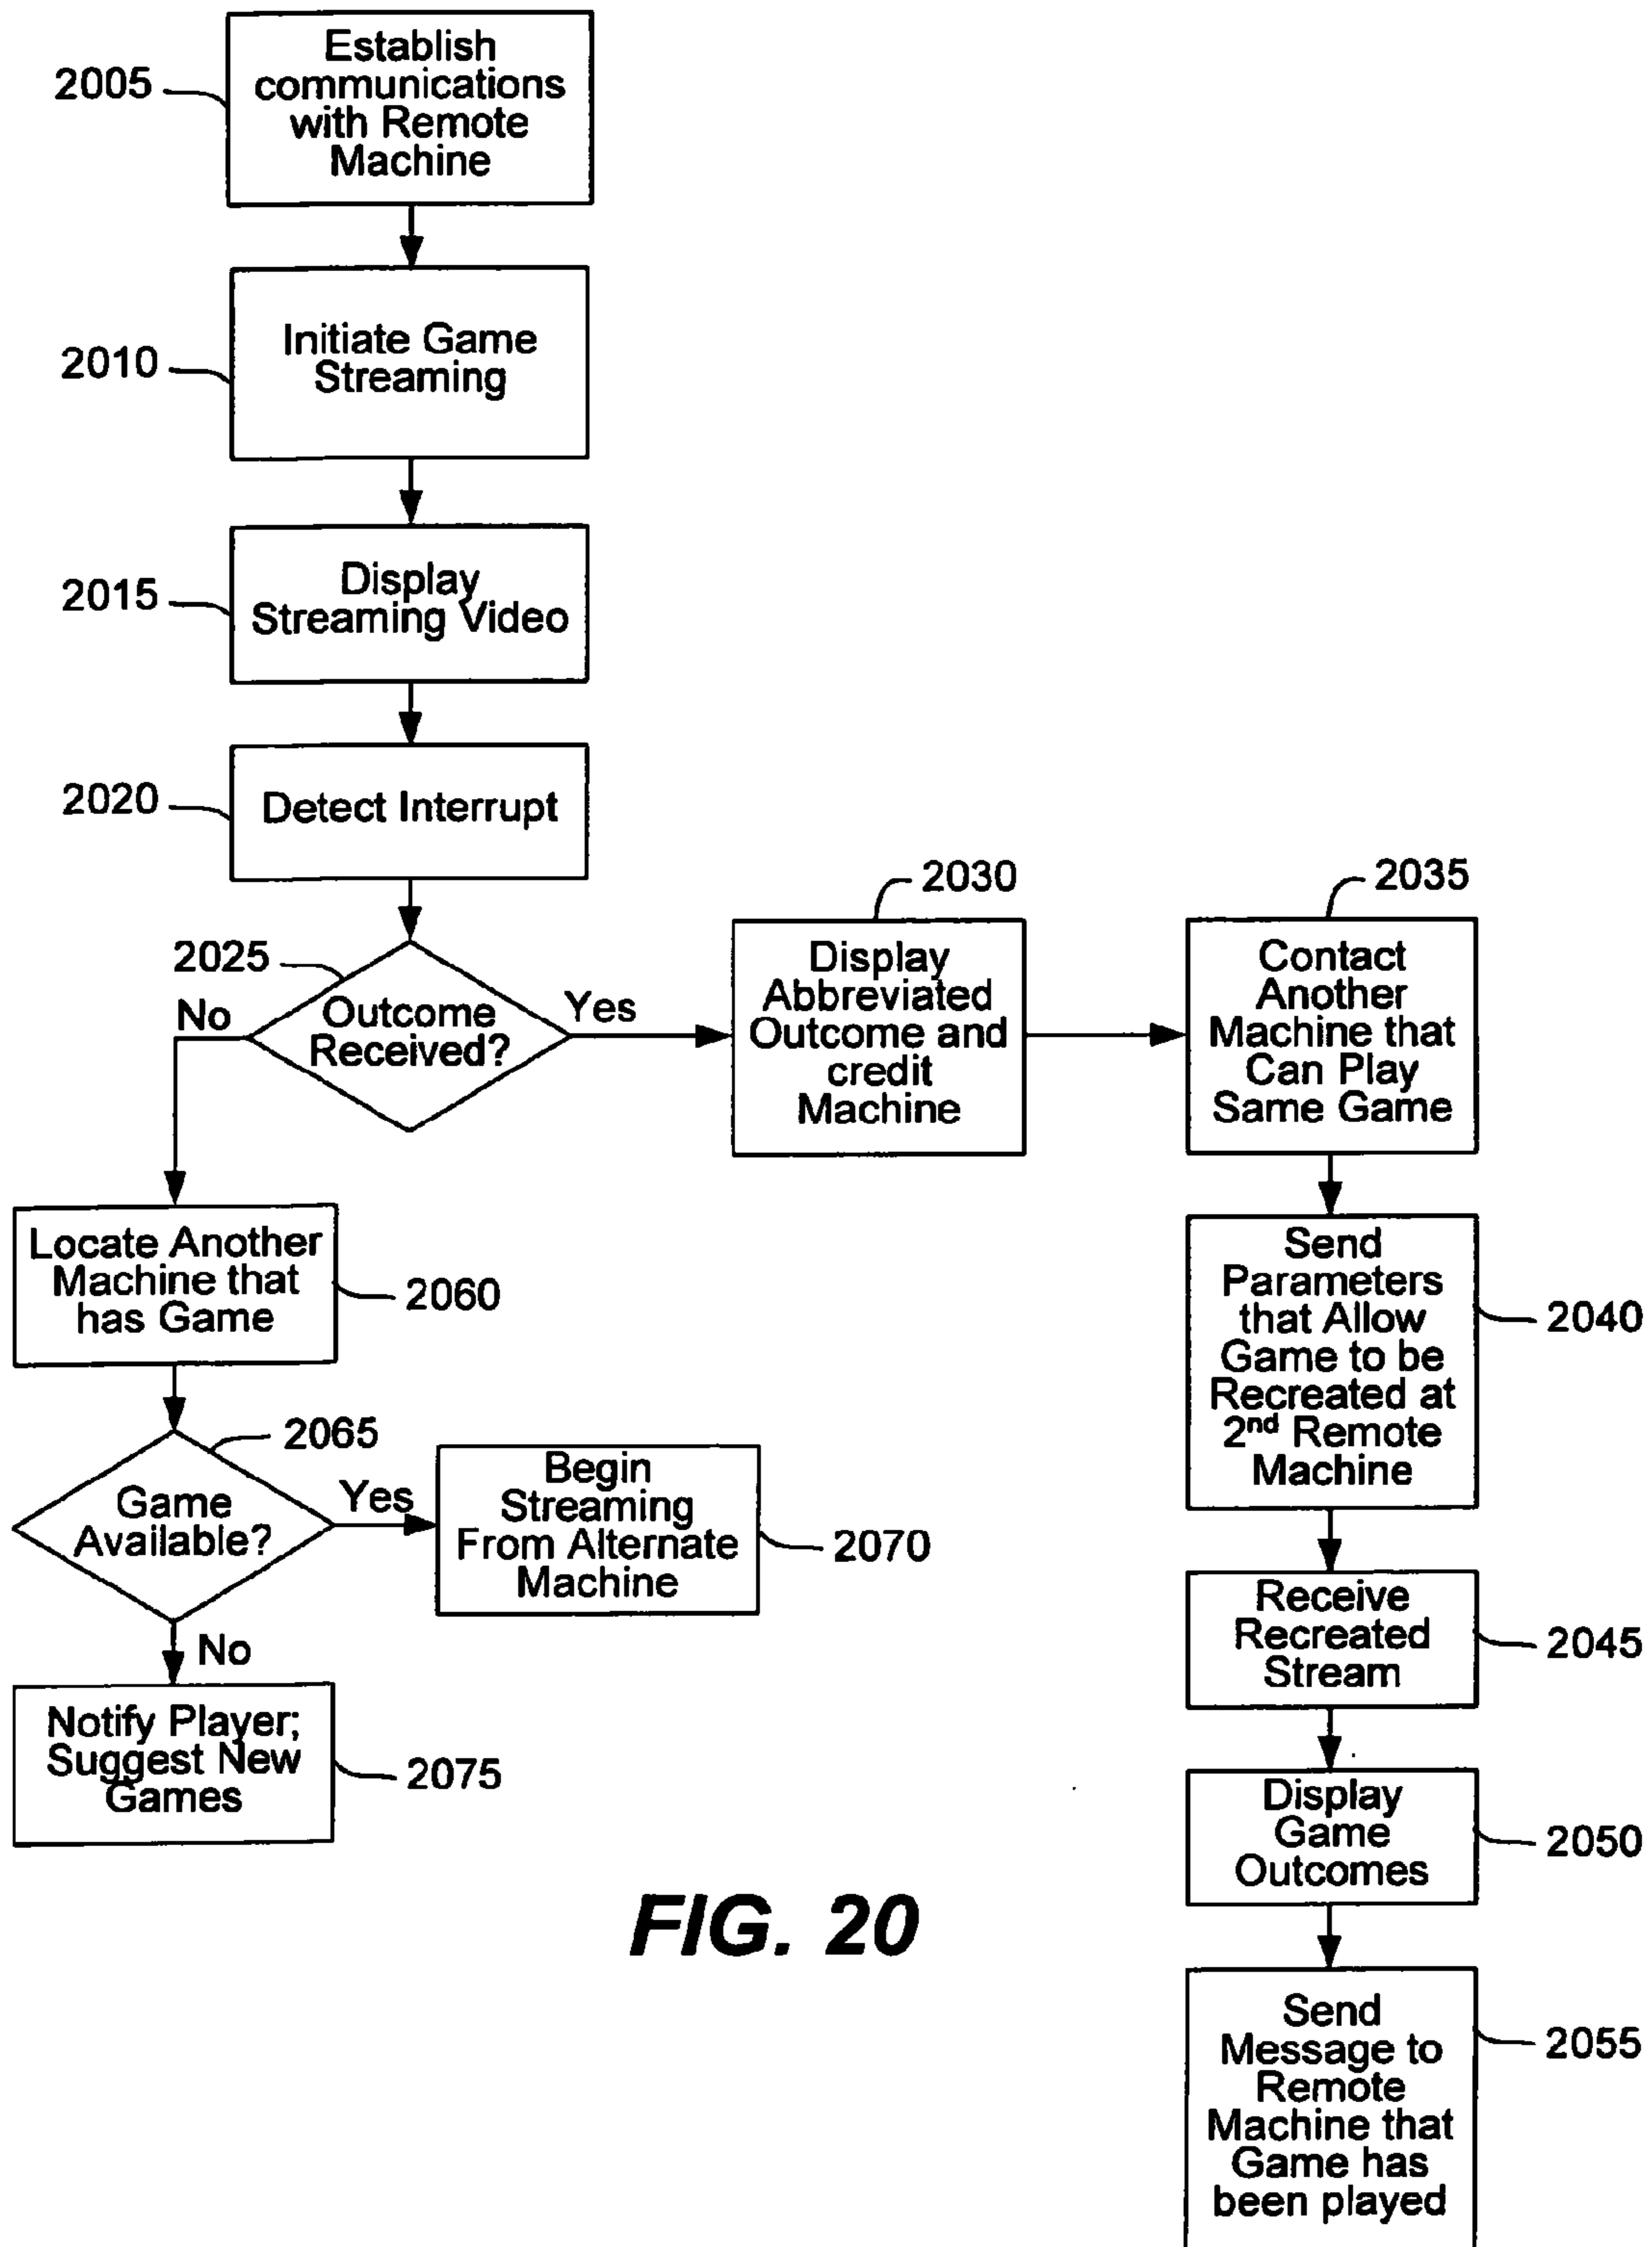 2005
Establish
communications
with Remote
Machine
2010
Initiate Game
Streaming
2015
Display
Streaming Video
2020
Detect Interrupt
2025
Outcome
Received?
No
Yes
2030
Display
Abbreviated
Outcome and
credit
Machine
2035
Contact
Another
Machine that
Can Play
Same Game
Send
Parameters
that Allow
Game to be
Recreated at
2nd Remote
Machine
2040
Receive
Recreated
Stream
2045
Display
Game
Outcomes
2050
Send
Message to
Remote
Machine that
Game has
been played
2055
Locate Another
Machine that
has Game
2060
2065
Game
Available?
Yes
Begin
Streaming
From Alternate
Machine
2070
No
Notify Player;
Suggest New
Games
2075
FIG. 20